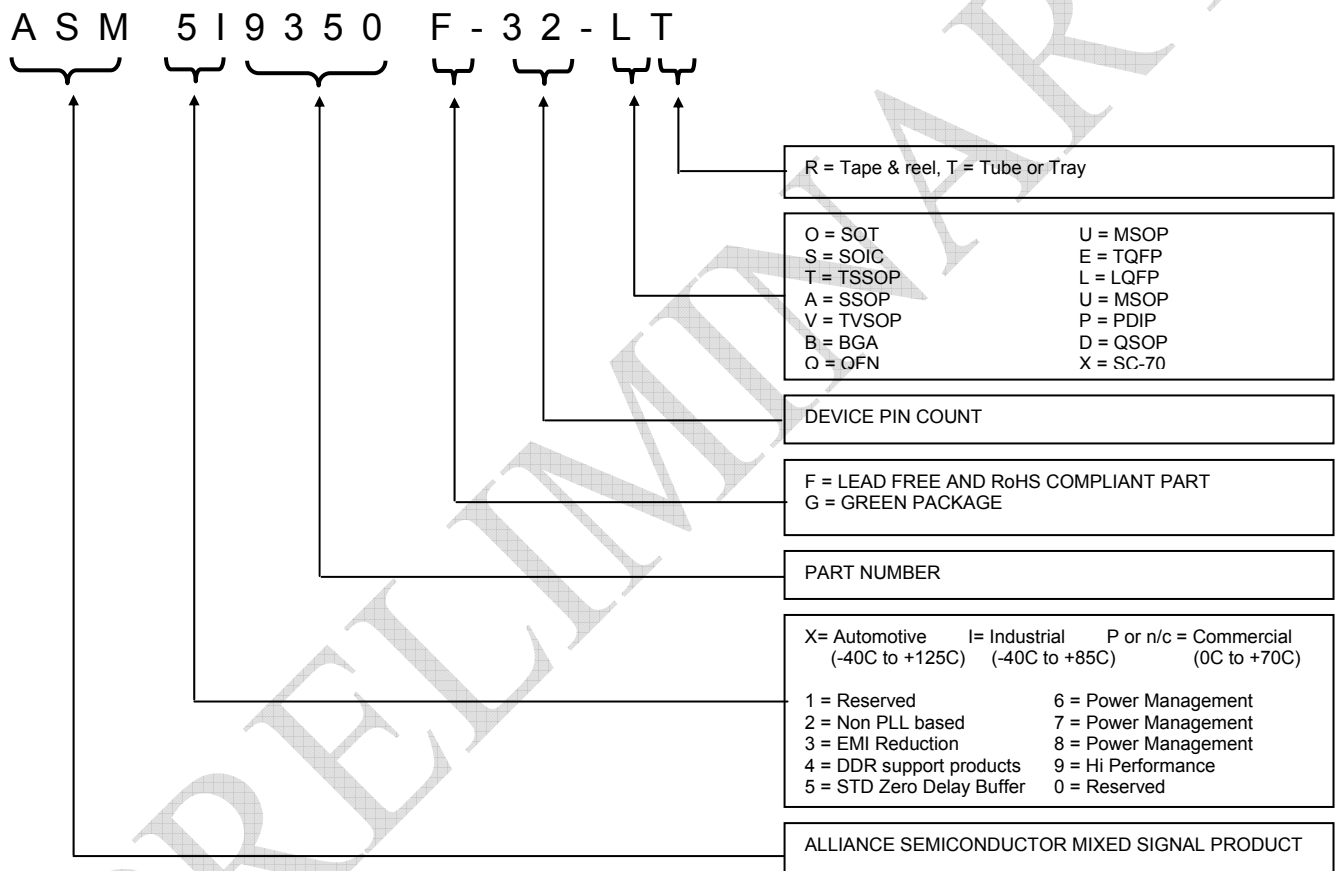 A S M 5 I 9 3 5 0 F - 3 2 - L T
R = Tape & reel, T = Tube or Tray
O = SOT U = MSOP
S = SOIC E = TQFP
T = TSSOP L = LQFP
A = SSOP U = MSOP
V = TVSOP P = PDIP
B = BGA D = QSOP
Q = QFN X = SC-70
DEVICE PIN COUNT
F = LEAD FREE AND RoHS COMPLIANT PART
G = GREEN PACKAGE
PART NUMBER
X= Automotive I= Industrial P or n/c = Commercial
(-40C to +125C) (-40C to +85C) (0C to +70C)
1 = Reserved 6 = Power Management
2 = Non PLL based 7 = Power Management
3 = EMI Reduction 8 = Power Management
4 = DDR support products 9 = Hi Performance
5 = STD Zero Delay Buffer 0 = Reserved
ALLIANCE SEMICONDUCTOR MIXED SIGNAL PRODUCT
RELIMINAR